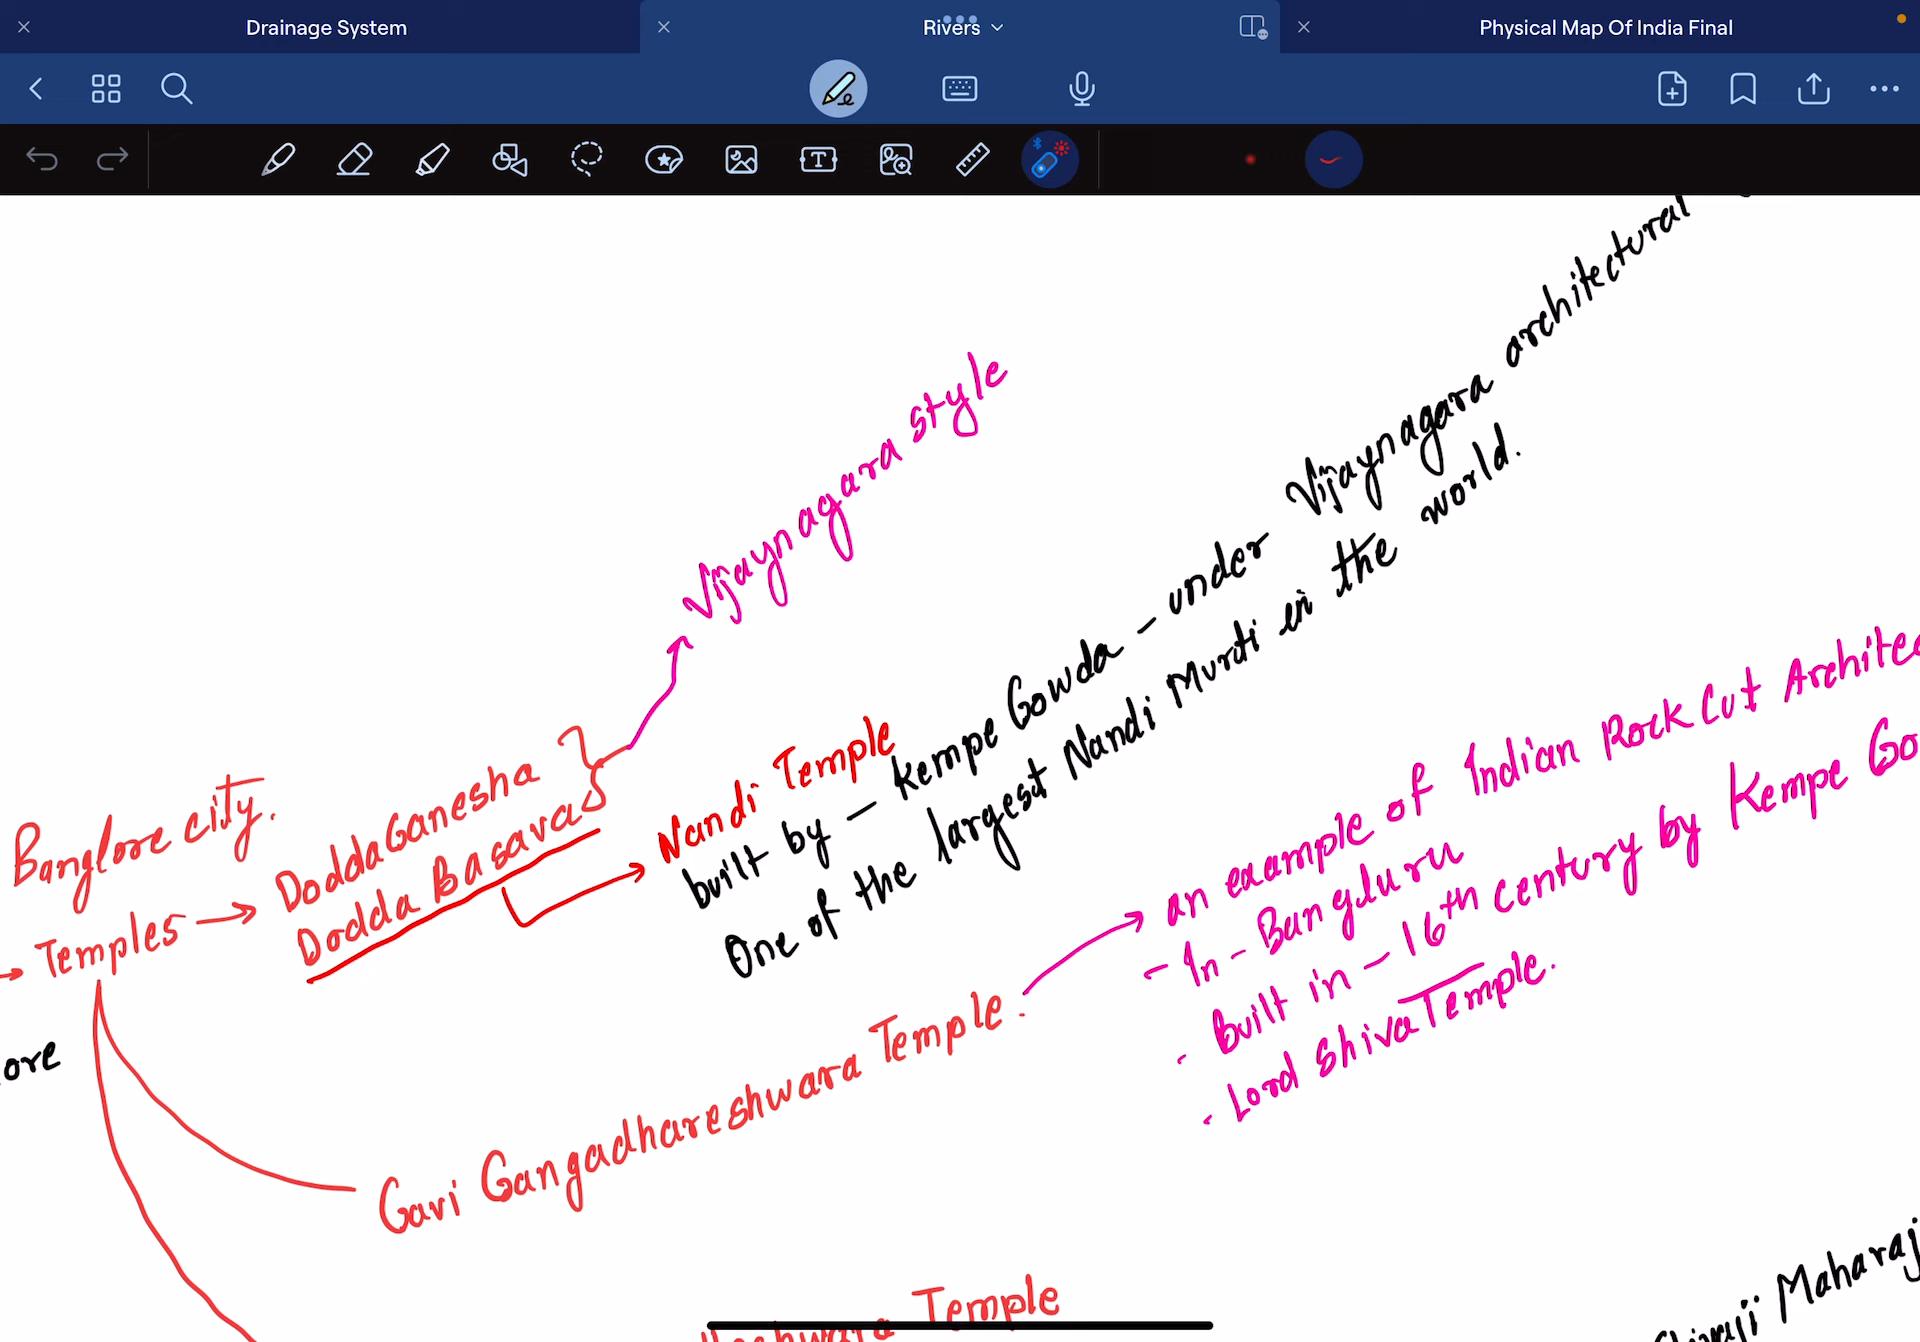 Drainage System
Rivers
Physical Map Of India Final
Vijaynagara style
Vijaynagara architectural
Banglore city.
Temples → DoddaGanesha
Dodda Basava
Nandi Temple
built by – Kempe Gowda – under
One of the largest Nandi Murti in the world.
ore
Gavi Gangadhareshwara Temple.
an example of Indian Rock Cut Architec
- In - Bangluru
- Built in – 16th century by Kempe Go
- Lord Shiva Temple.
Temple
Maharaj